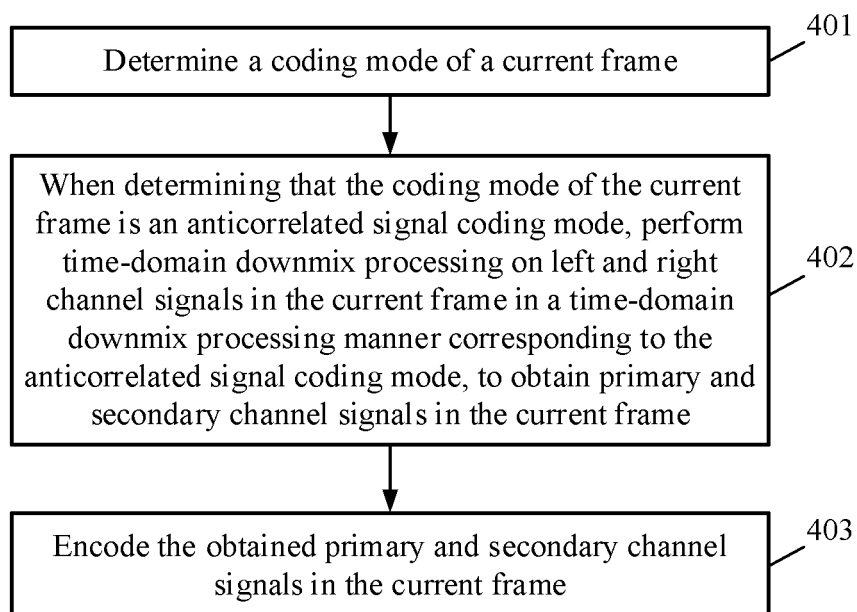 401
Determine a coding mode of a current frame
When determining that the coding mode of the current
frame is an anticorrelated signal coding mode, perform
time-domain downmix processing on left and right
channel signals in the current frame in a time-domain
downmix processing manner corresponding to the
anticorrelated signal coding mode, to obtain primary and
secondary channel signals in the current frame
402
Encode the obtained primary and secondary channel
signals in the current frame
403